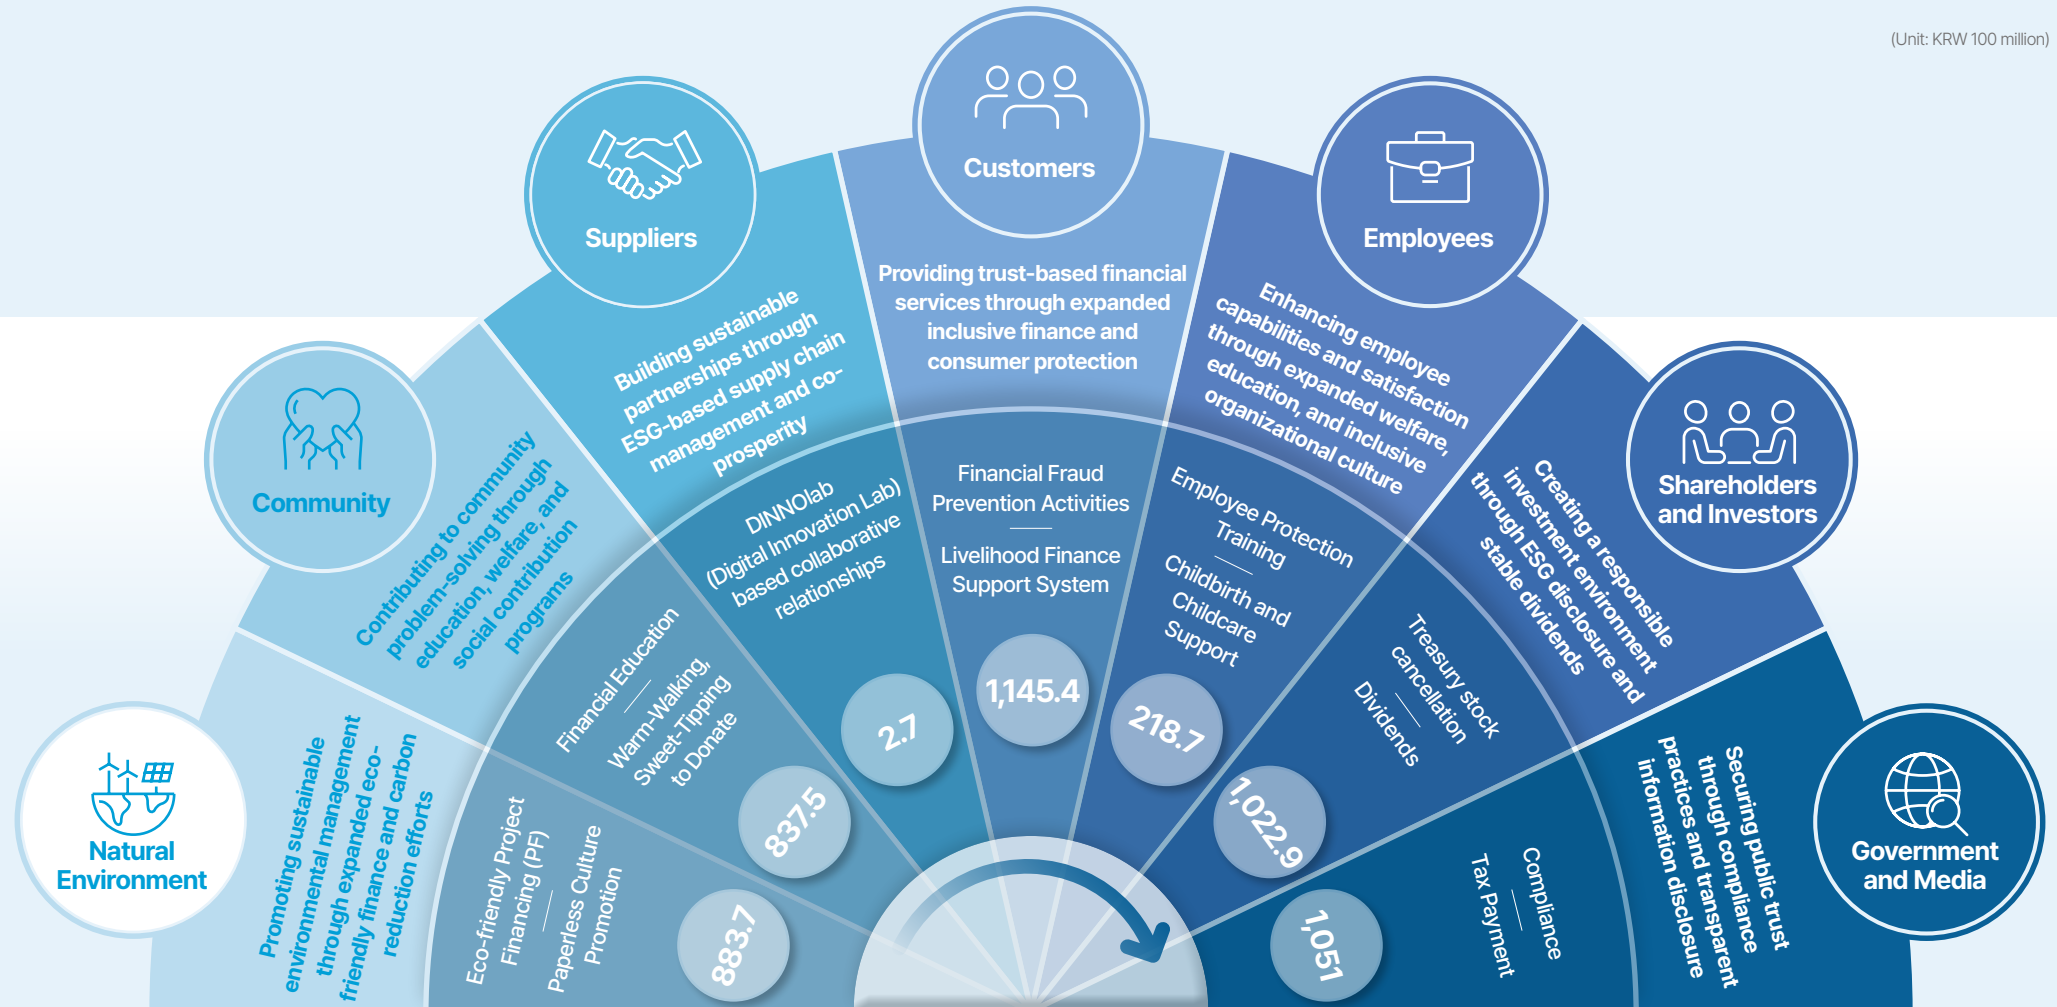 (Unit: KRW 100 million)
Natural
Environment
Promoting sustainable
environmental management
through expanded eco-
friendly finance and carbon
reduction efforts
Eco-friendly Project
Financing (PF)
Paperless Culture
Promotion
883.7
Community
Contributing to community
problem-solving through
education, welfare, and
social contribution
programs
Financial Education
Warm-Walking,
Sweet-Tipping
to Donate
837.5
Suppliers
Building sustainable
partnerships through
ESG-based supply chain
management and co-
prosperity
DINNOlab
(Digital Innovation Lab)
based collaborative
relationships
2.7
Customers
Providing trust-based financial
services through expanded
inclusive finance and
consumer protection
Financial Fraud
Prevention Activities
Livelihood Finance
Support System
1,145.4
Employees
Enhancing employee
capabilities and satisfaction
through expanded welfare,
education, and inclusive
organizational culture
Employee Protection
Training
Childbirth and
Childcare
Support
218.7
Shareholders
and Investors
Creating a responsible
investment environment
through ESG disclosure and
stable dividends
Treasury stock
cancellation
Dividends
1,022.9
Government
and Media
Securing public trust
through compliance
practices and transparent
information disclosure
Compliance
Tax Payment
1,051